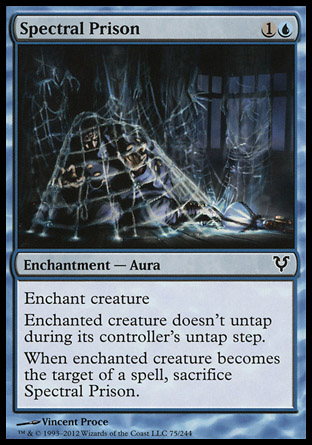 Spectral Prison 1
Enchantment — Aura
Enchant creature
Enchanted creature doesn't untap
during its controller's untap step.
When enchanted creature becomes
the target of a spell, sacrifice
Spectral Prison.
Vincent Proce
™ & © 1993–2012 Wizards of the Coast LLC 75/244